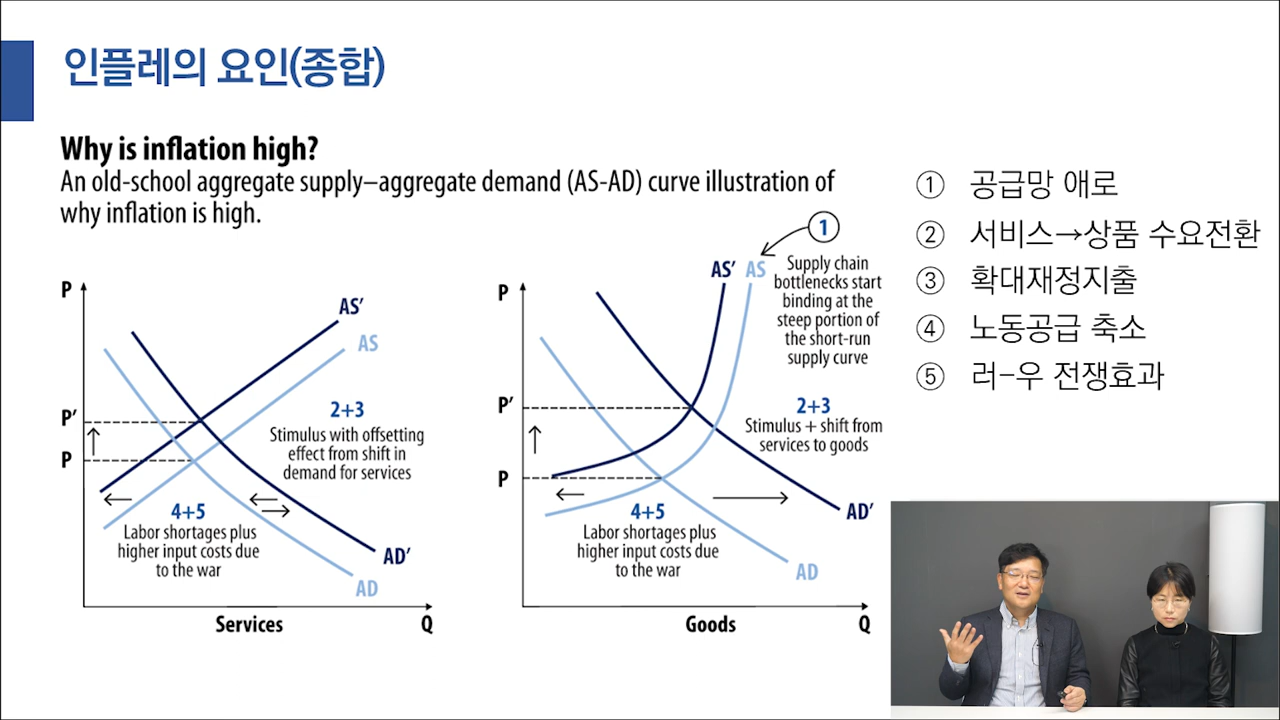 인플레의 요인(종합)
Why is inflation high?
An old-school aggregate supply–aggregate demand (AS-AD) curve illustration of
why inflation is high.
P
AS’
AS
P’
P
2+3
Stimulus with offsetting
effect from shift in
demand for services
4+5
Labor shortages plus
higher input costs due
to the war
AD’
AD
Services
Q
1
Supply chain
bottlenecks start
binding at the
steep portion of
the short-run
supply curve
P
AS’ AS
P’
P
2+3
Stimulus + shift from
services to goods
4+5
Labor shortages plus
higher input costs due
to the war
AD’
AD
Goods
Q
① 공급망 애로
② 서비스→상품 수요전환
③ 확대재정지출
④ 노동공급 축소
⑤ 러-우 전쟁효과